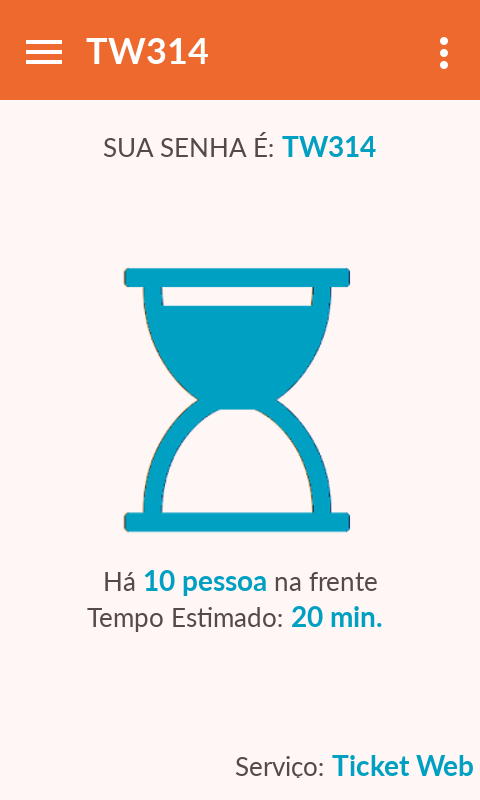 TW314
SUA SENHA É: TW314
Há 10 pessoa na frente
Tempo Estimado: 20 min.
Serviço: Ticket Web